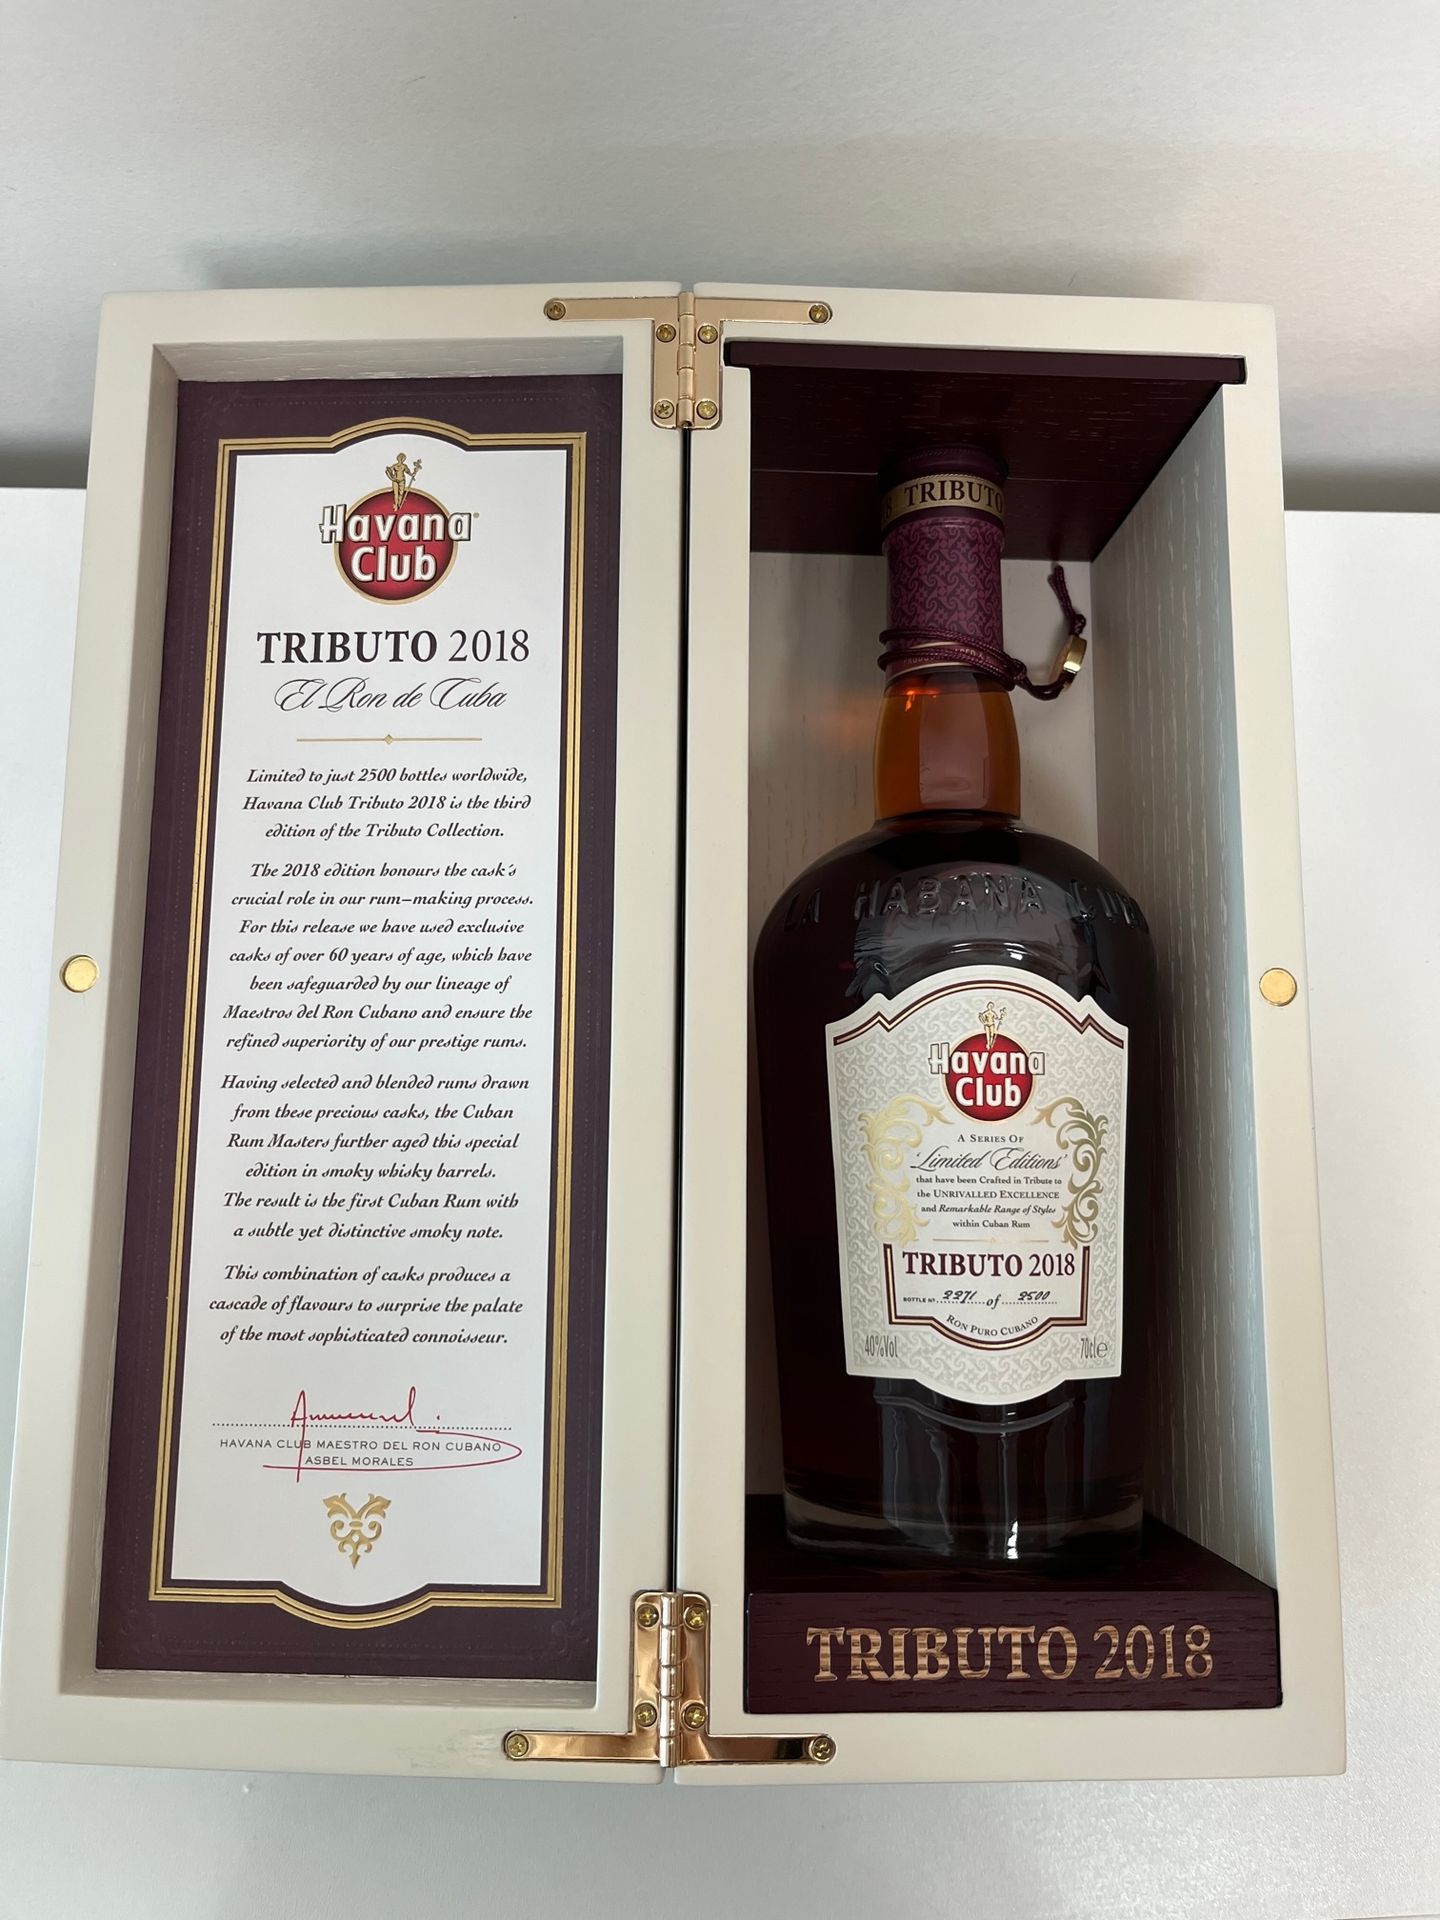 Havana
Club
TRIBUTO 2018
El Ron de Cuba
Limited to just 2500 bottles worldwide,
Havana Club Tributo 2018 is the third
edition of the Tributo Collection.
The 2018 edition honours the cask´s
crucial role in our rum-making process.
For this release we have used exclusive
casks of over 60 years of age, which have
been safeguarded by our lineage of
Maestros del Ron Cubano and ensure the
refined superiority of our prestige rums.
Having selected and blended rums drawn
from these precious casks, the Cuban
Rum Masters further aged this special
edition in smoky whisky barrels.
The result is the first Cuban Rum with
a subtle yet distinctive smoky note.
This combination of casks produces a
cascade of flavours to surprise the palate
of the most sophisticated connoisseur.
HAVANA CLUB MAESTRO DEL RON CUBANO
ASBEL MORALES
8 TRIBUTO
LA HABANA CUBA
Havana
Club
A SERIES OF
'Limited Editions'
that have been Crafted in Tribute to
the UNRIVALLED EXCELLENCE
and Remarkable Range of Styles
within Cuban Rum
TRIBUTO 2018
BOTTLE Nº 2271 of 2500
RON PURO CUBANO
40%Vol 70cl e
TRIBUTO 2018